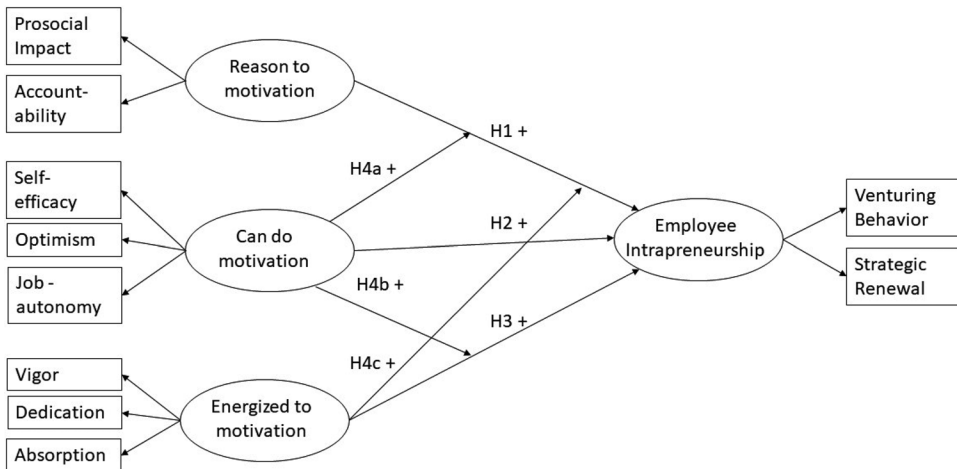 Prosocial
Impact
Account-
ability
Reason to
motivation
H1 +
H4a +
Self-
efficacy
Optimism
Job -
autonomy
Can do
motivation
H2 +
H4b +
Employee
Intrapreneurship
Venturing
Behavior
Strategic
Renewal
H3 +
H4c +
Vigor
Dedication
Absorption
Energized to
motivation